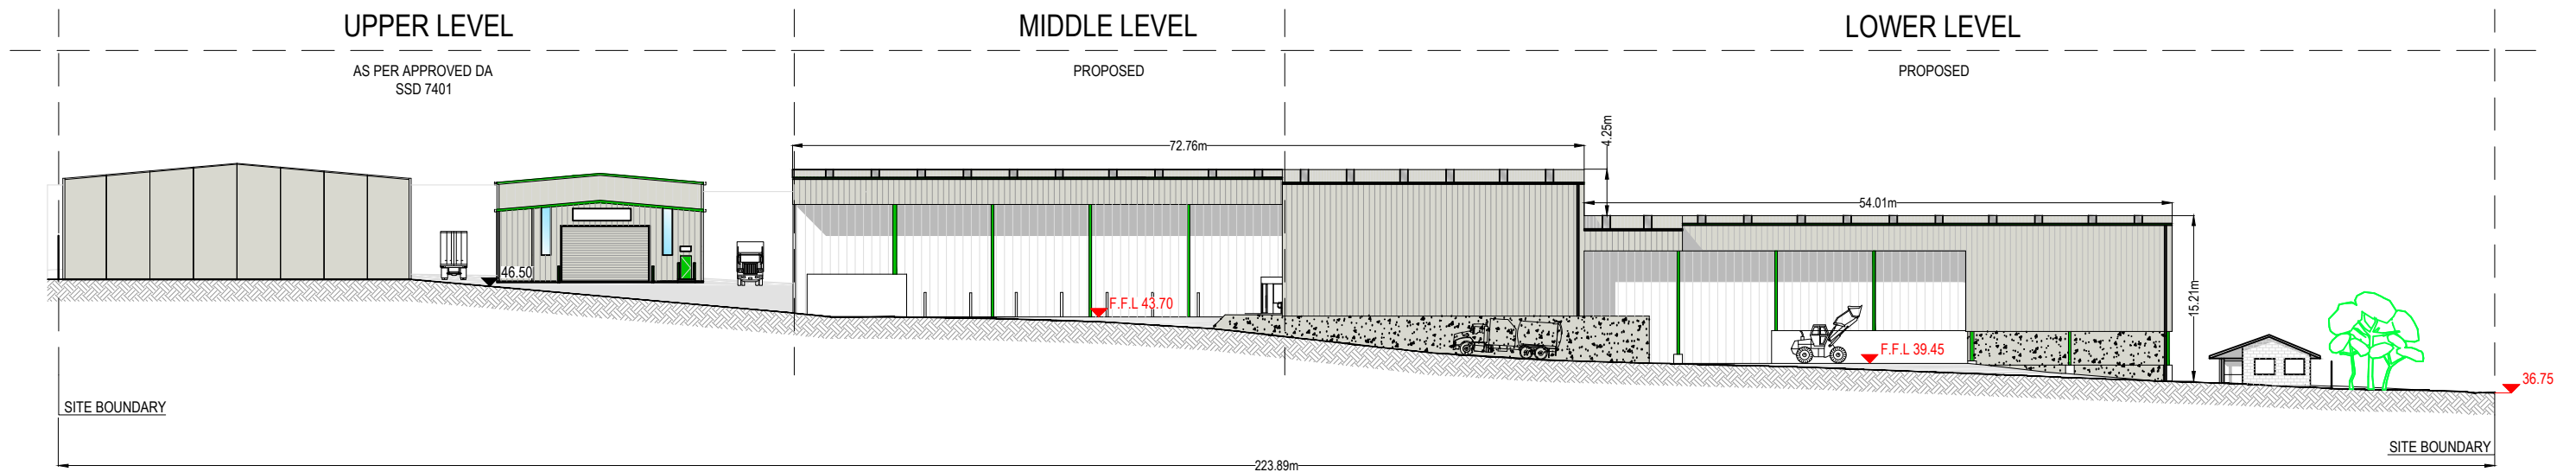 UPPER LEVEL
MIDDLE LEVEL
LOWER LEVEL
AS PER APPROVED DA
SSD 7401
PROPOSED
PROPOSED
4.25m
72.76m
54.01m
46.50
F.F.L 43.70
15.21m
F.F.L 39.45
36.75
SITE BOUNDARY
SITE BOUNDARY
223.89m